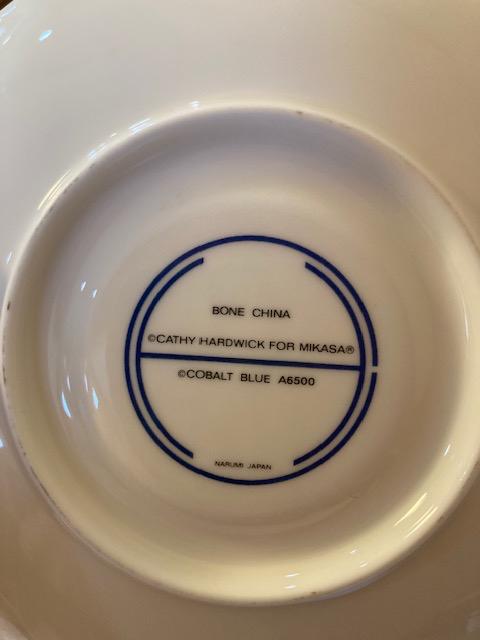 BONE CHINA
©CATHY HARDWICK FOR MIKASA®
©COBALT BLUE A6500
NARUMI JAPAN